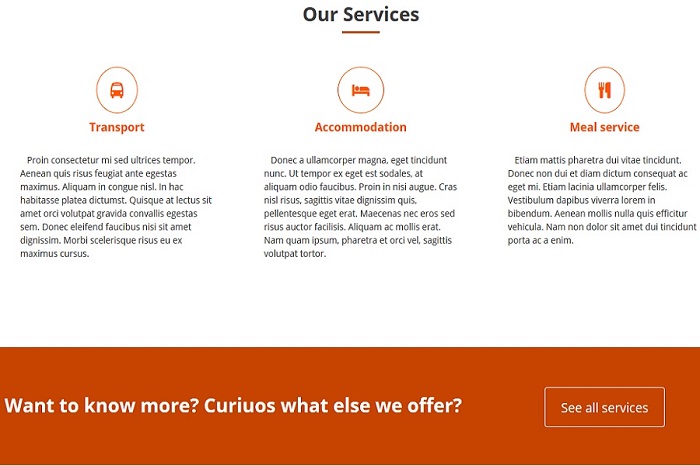 Our Services
Transport
Proin consectetur mi sed ultrices tempor.
Aenean quis risus feugiat ante egestas
maximus. Aliquam in congue nisl. In hac
habitasse platea dictumst. Quisque at lectus sit
amet orci volutpat gravida convallis egestas
sem. Donec eleifend faucibus nisi sit amet
dignissim. Morbi scelerisque risus eu ex
maximus cursus.
Accommodation
Donec a ullamcorper magna, eget tincidunt
nunc. Ut tempor ex eget est sodales, at
aliquam odio faucibus. Proin in nisi augue. Cras
nisl risus, sagittis vitae dignissim quis,
pellentesque eget erat. Maecenas nec eros sed
risus auctor facilisis. Aliquam ac mollis erat.
Nam quam ipsum, pharetra et orci vel, sagittis
volutpat tortor.
Meal service
Etiam mattis pharetra dui vitae tincidunt.
Donec non dui et diam dictum consequat ac
eget mi. Etiam lacinia ullamcorper felis.
Vestibulum dapibus viverra lorem in
bibendum. Aenean mollis nulla quis efficitur
vehicula. Nam non dolor sit amet dui tincidunt
porta ac a enim.
Want to know more? Curiuos what else we offer?
See all services